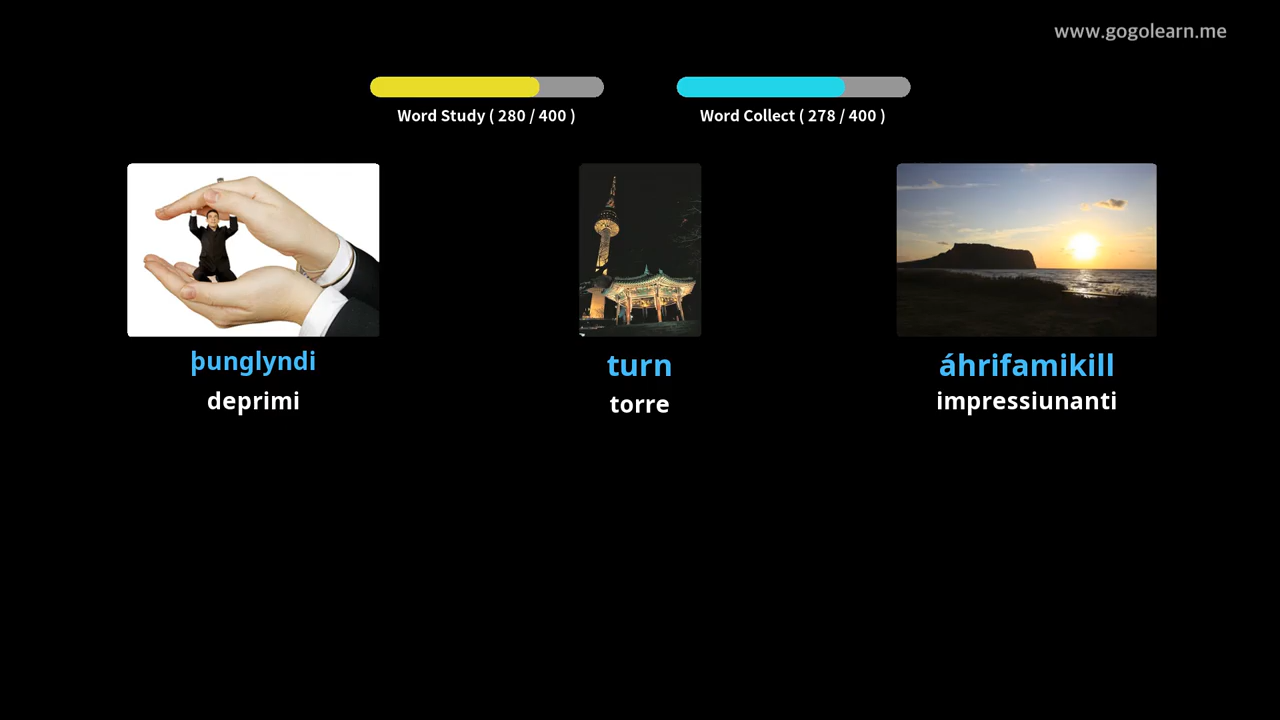 www.gogolearn.me
Word Study ( 280 / 400 )
Word Collect ( 278 / 400 )
þunglyndi
deprimi
turn
torre
áhrifamikill
impressiunanti